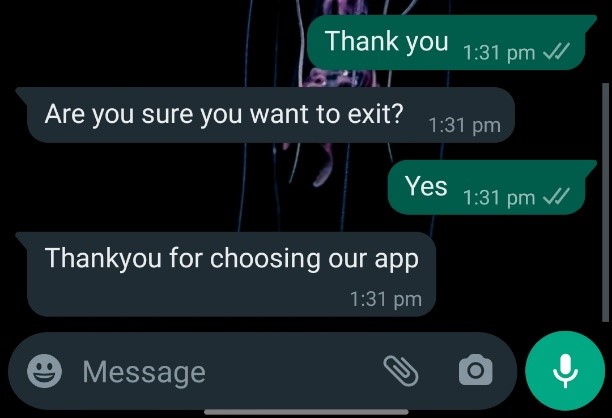 Thank you 1:31 pm
Are you sure you want to exit? 1:31 pm
Yes 1:31 pm
Thankyou for choosing our app
1:31 pm
Message